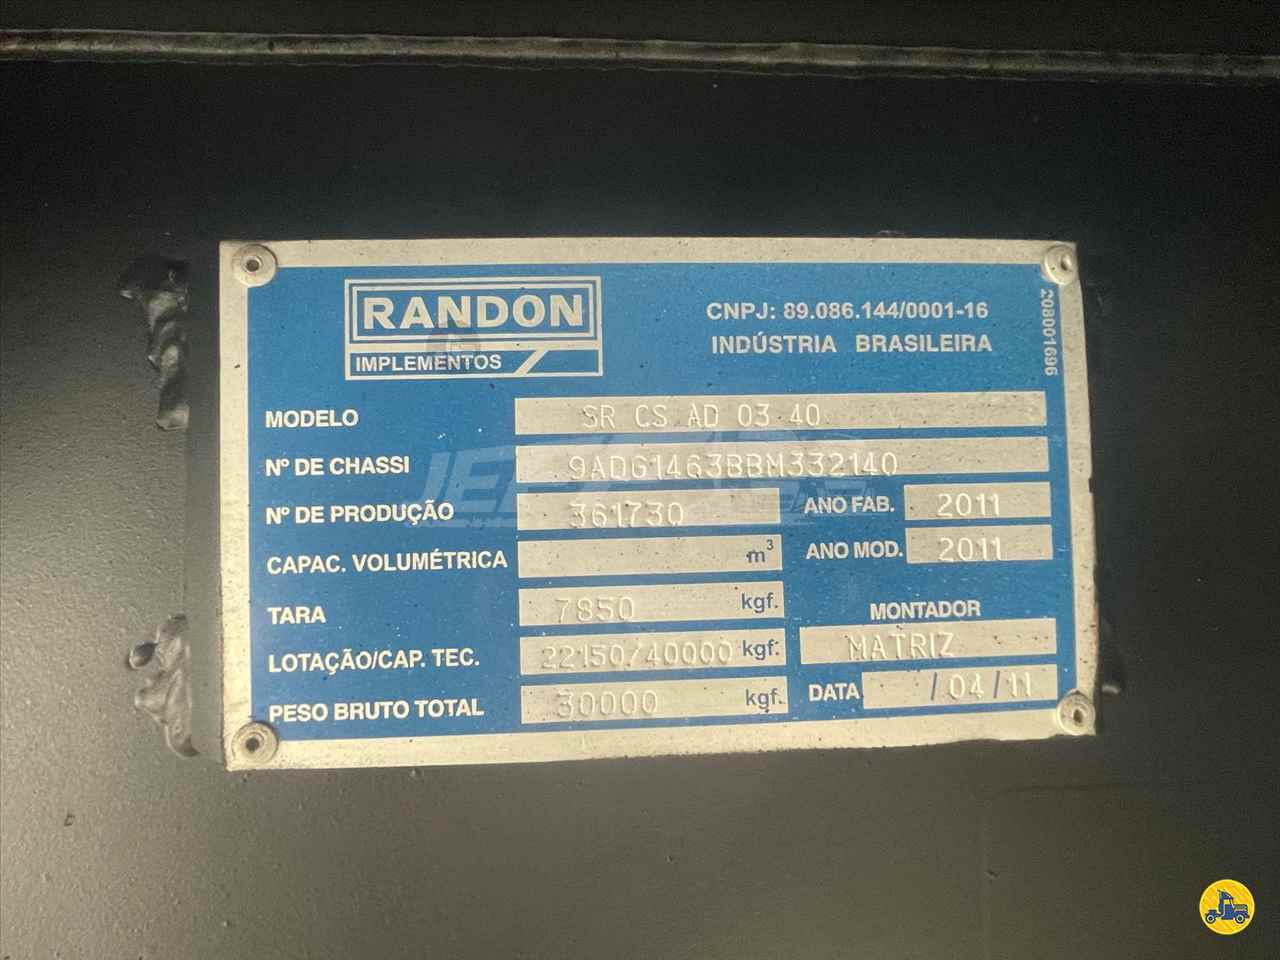 RANDON
IMPLEMENTOS
CNPJ: 89.086.144/0001-16
INDÚSTRIA BRASILEIRA
208001696
MODELO SR CS AD 03 40
Nº DE CHASSI 9ADG1463BBM332140
Nº DE PRODUÇÃO 361730 ANO FAB. 2011
CAPAC. VOLUMÉTRICA m³ ANO MOD. 2011
TARA 7850 kgf. MONTADOR
LOTAÇÃO/CAP. TEC. 22150/40000 kgf. MATRIZ
PESO BRUTO TOTAL 30000 kgf. DATA /04/11